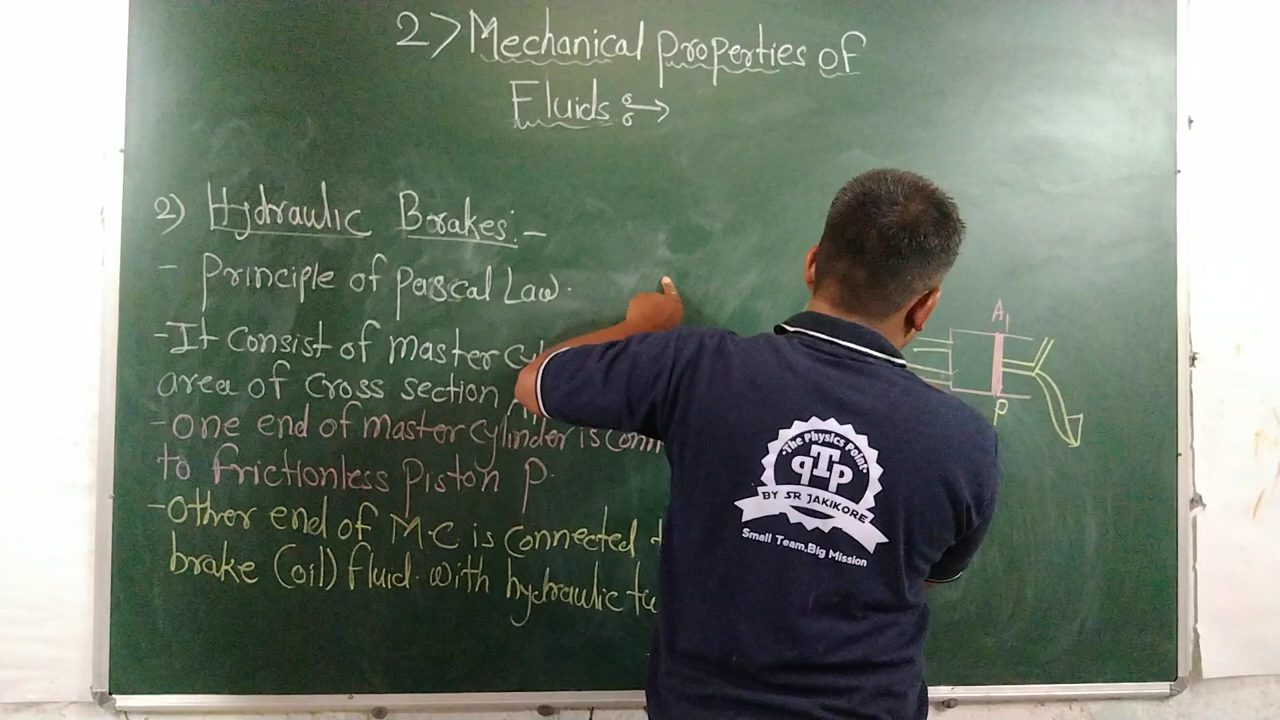 2> Mechanical Properties of
Fluids :→
2) Hydraulic Brakes:-
- Principle of Pascal Law.
-It Consist of Master
area of Cross section
-One end of Master Cylinder is
to frictionless Piston P.
-Other end of M-C is connected
brake (oil) fluid. with hydraulic
A1
P
The Physics Point
qTp
BY SR JAKIKORE
Small Team,Big Mission